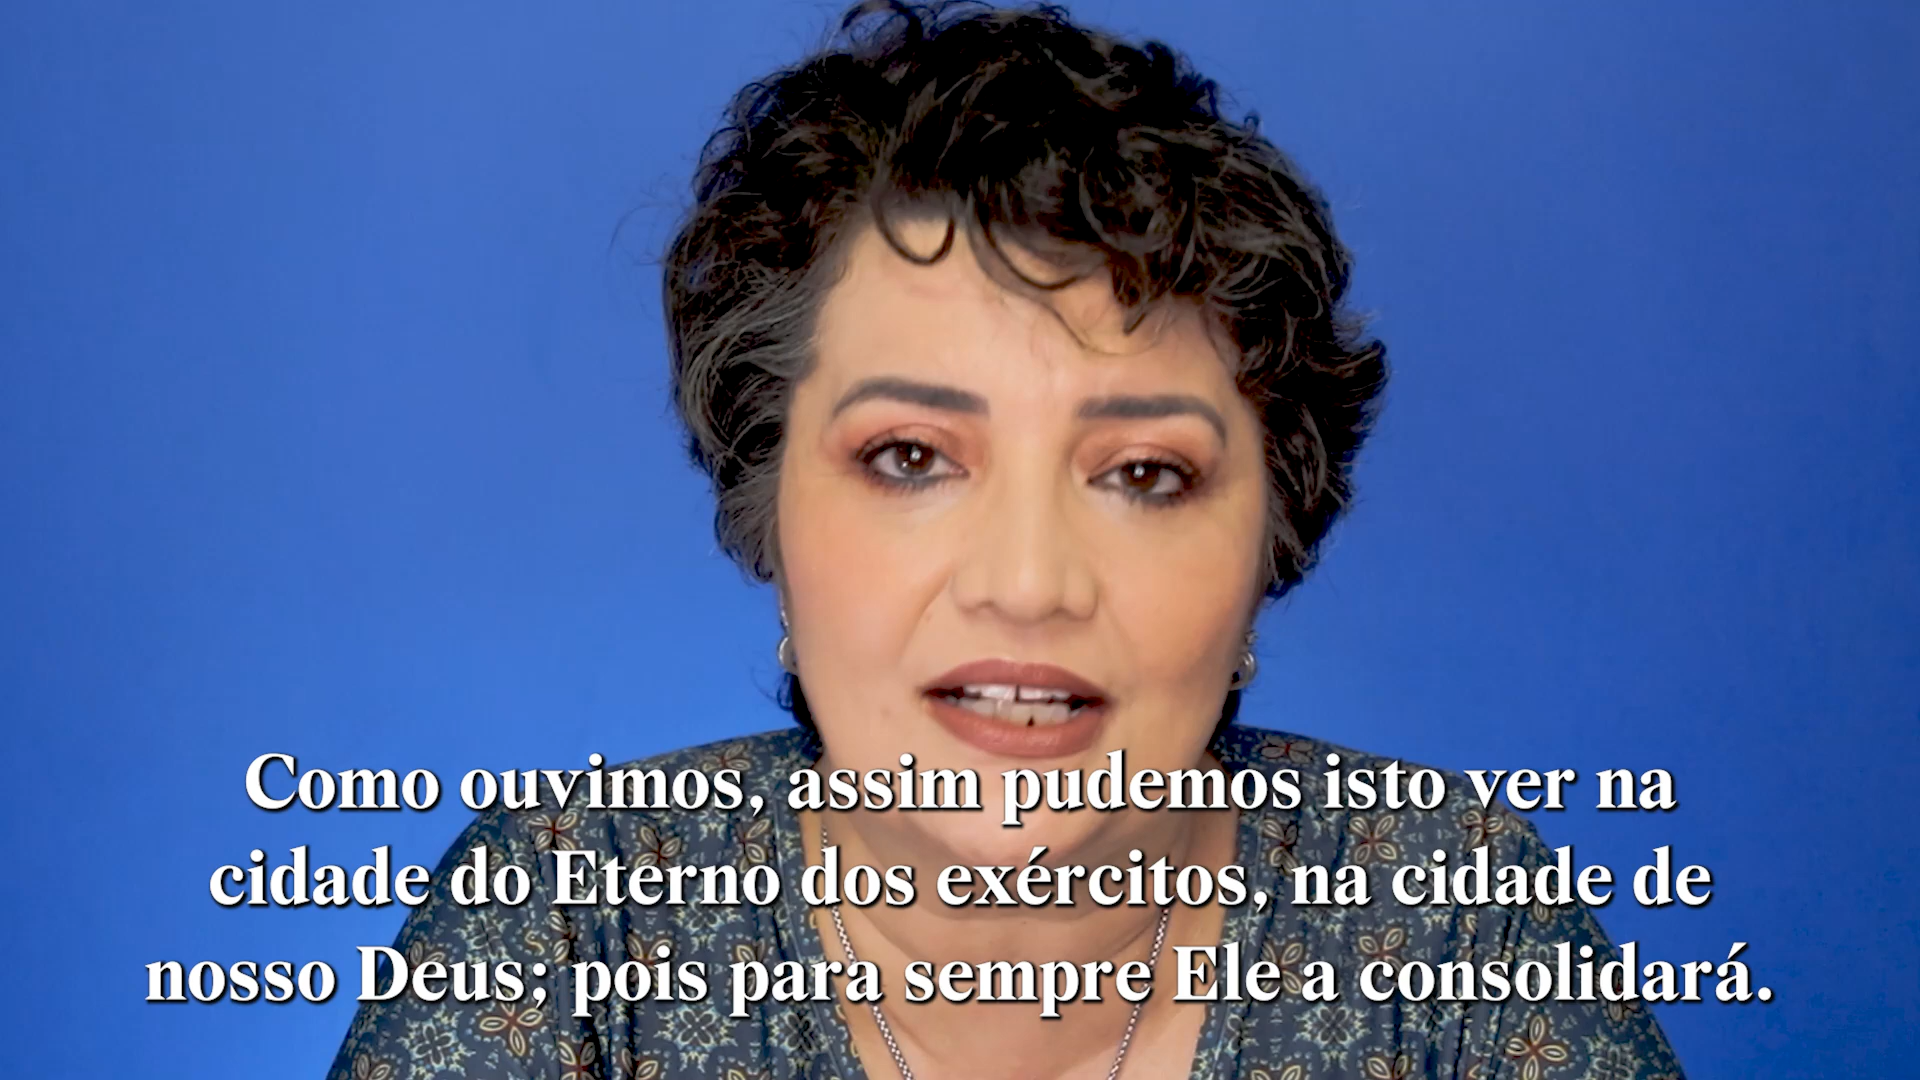 Como ouvimos, assim pudemos isto ver na
cidade do Eterno dos exércitos, na cidade de
nosso Deus; pois para sempre Ele a consolidará.